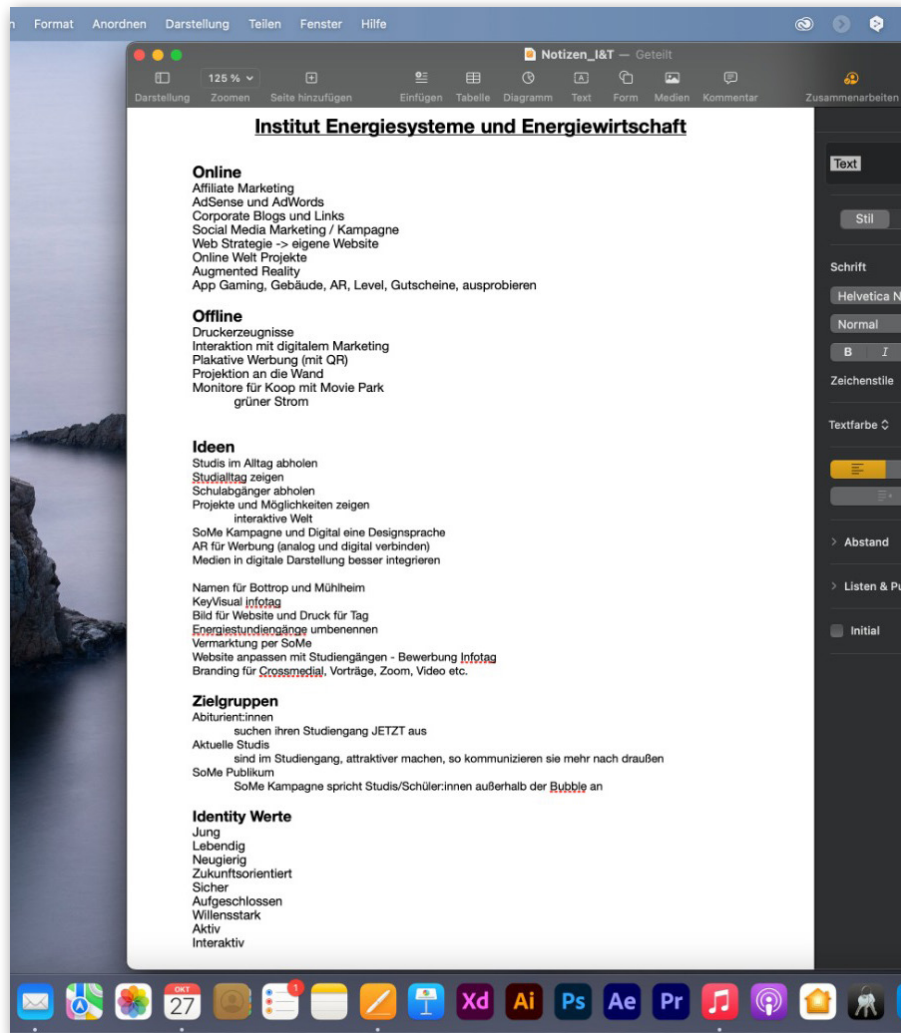 Format Anordnen Darstellung Teilen Fenster Hilfe
Notizen_I&T — Geteilt
125 %
Darstellung Zoomen Seite hinzufügen Einfügen Tabelle Diagramm Text Form Medien Kommentar Zusammenarbeiten
Institut Energiesysteme und Energiewirtschaft
Online
Affiliate Marketing
AdSense und AdWords
Corporate Blogs und Links
Social Media Marketing / Kampagne
Web Strategie -> eigene Website
Online Welt Projekte
Augmented Reality
App Gaming, Gebäude, AR, Level, Gutscheine, ausprobieren
Offline
Druckerzeugnisse
Interaktion mit digitalem Marketing
Plakative Werbung (mit QR)
Projektion an die Wand
Monitore für Koop mit Movie Park
grüner Strom
Ideen
Studis im Alltag abholen
Studialltag zeigen
Schulabgänger abholen
Projekte und Möglichkeiten zeigen
interaktive Welt
SoMe Kampagne und Digital eine Designsprache
AR für Werbung (analog und digital verbinden)
Medien in digitale Darstellung besser integrieren
Namen für Bottrop und Mühlheim
KeyVisual infotag
Bild für Website und Druck für Tag
Energiestundiengänge umbenennen
Vermarktung per SoMe
Website anpassen mit Studiengängen - Bewerbung Infotag
Branding für Crossmedial, Vorträge, Zoom, Video etc.
Zielgruppen
Abiturient:innen
suchen ihren Studiengang JETZT aus
Aktuelle Studis
sind im Studiengang, attraktiver machen, so kommunizieren sie mehr nach draußen
SoMe Publikum
SoMe Kampagne spricht Studis/Schüler:innen außerhalb der Bubble an
Identity Werte
Jung
Lebendig
Neugierig
Zukunftsorientiert
Sicher
Aufgeschlossen
Willensstark
Aktiv
Interaktiv
Text
Stil
Schrift
Helvetica N
Normal
B I
Zeichenstile
Textfarbe
Abstand
Listen & Pu
Initial
OKT
27
1
Xd Ai Ps Ae Pr